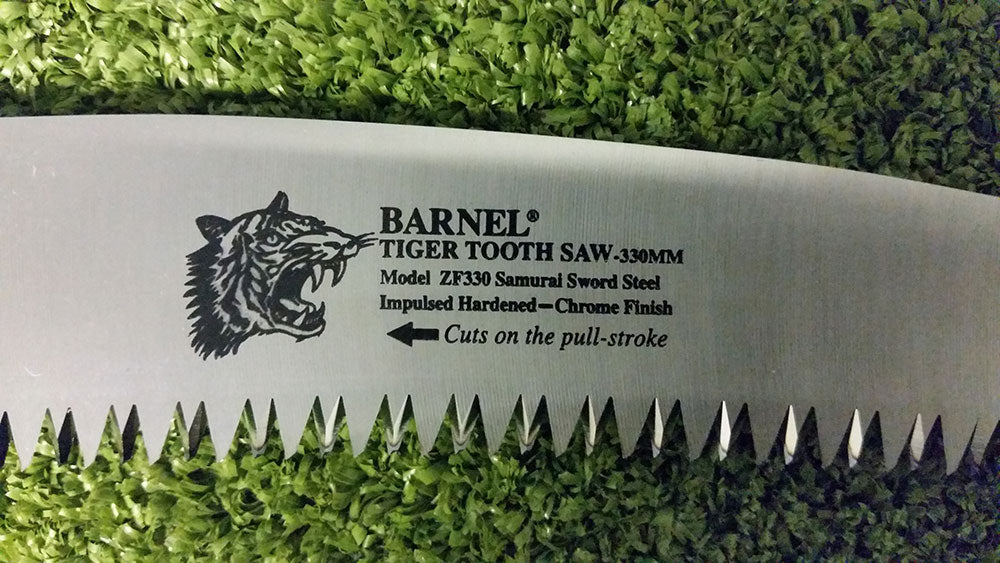 BARNEL®
TIGER TOOTH SAW-330MM
Model ZF330 Samurai Sword Steel
Impulsed Hardened—Chrome Finish
Cuts on the pull-stroke